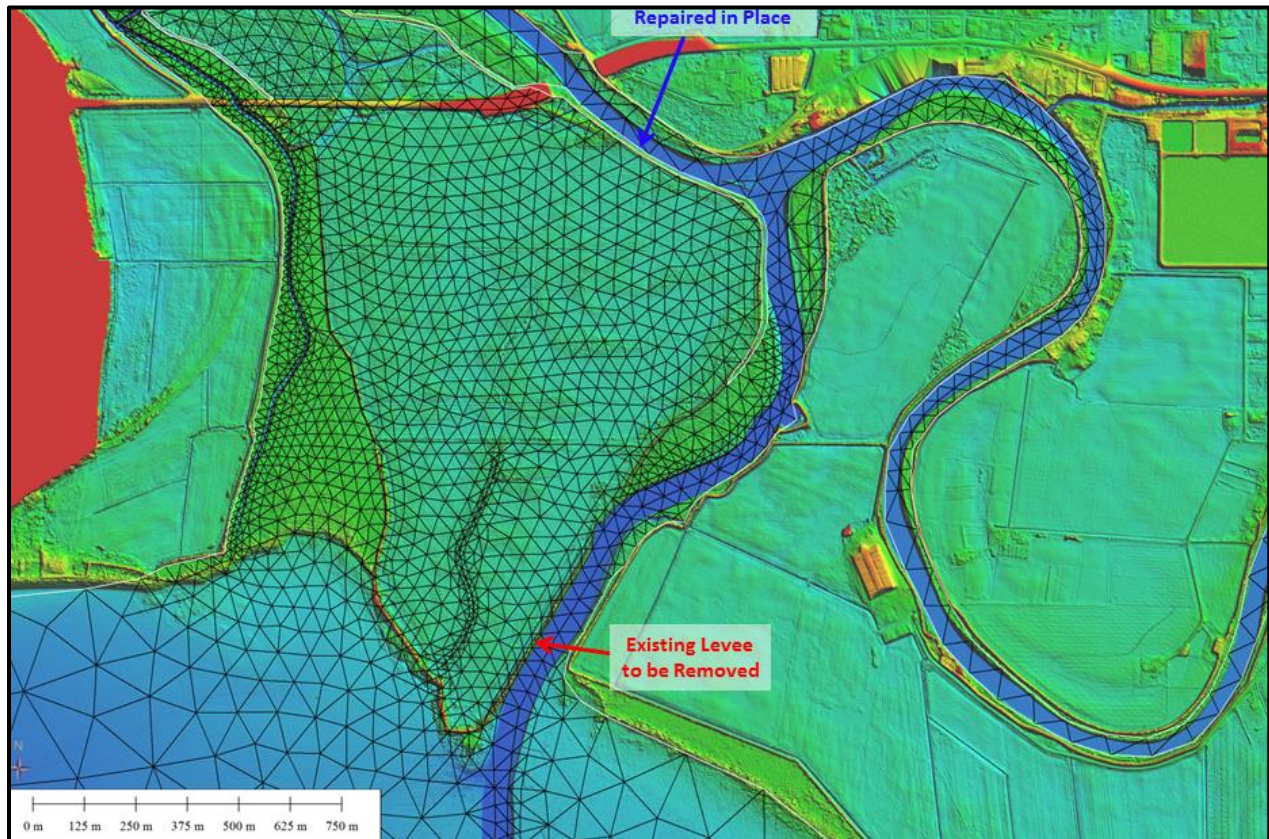 Repaired in Place
Existing Levee
to be Removed
N
0 m 125 m 250 m 375 m 500 m 625 m 750 m